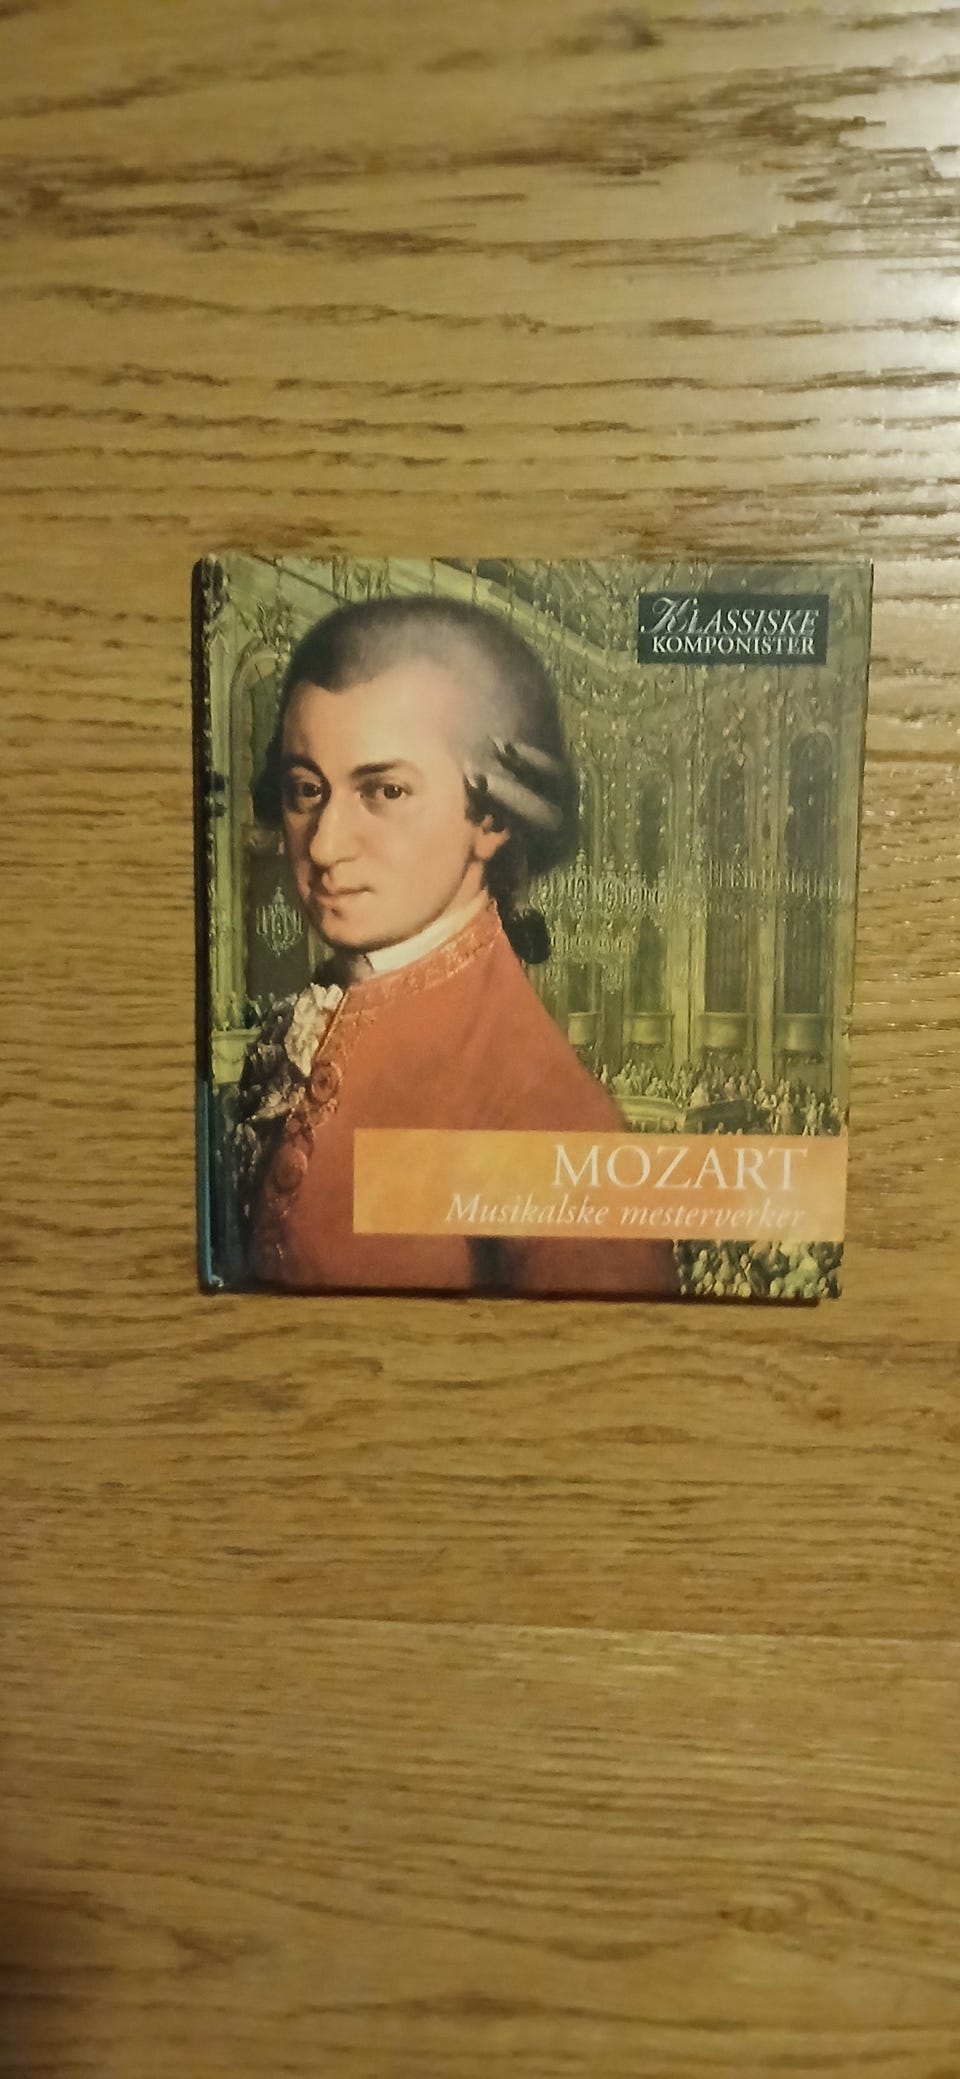 KLASSISKE
KOMPONISTER
MOZART
Musikalske mesterverker